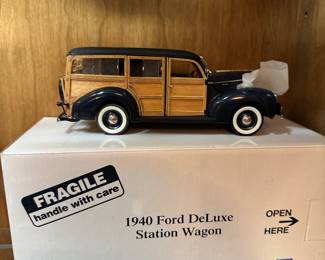 FRAGILE
handle with care
1940 Ford DeLuxe
Station Wagon
OPEN
HERE